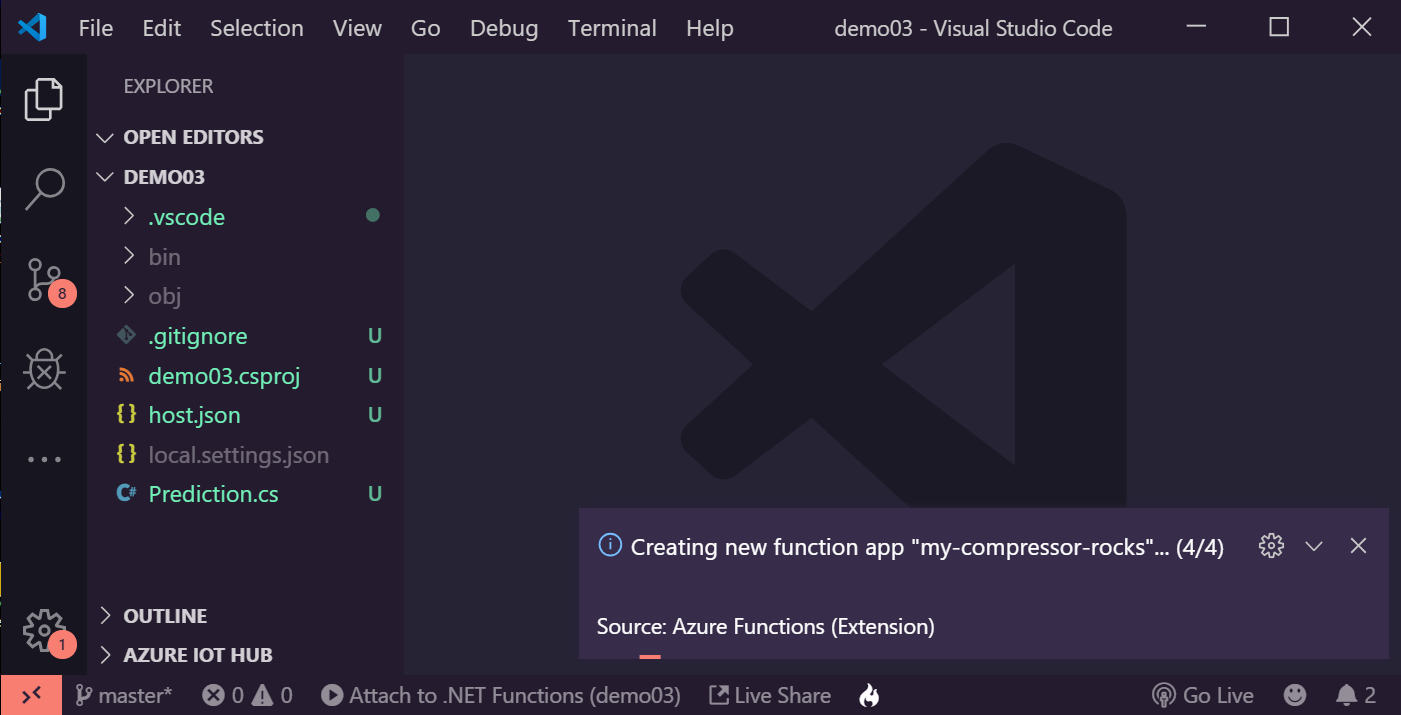 File Edit Selection View Go Debug Terminal Help demo03 - Visual Studio Code
EXPLORER
OPEN EDITORS
DEMO03
.vscode
bin
obj
.gitignore U
demo03.csproj U
{} host.json U
{} local.settings.json
C# Prediction.cs U
8
Creating new function app "my-compressor-rocks"... (4/4)
Source: Azure Functions (Extension)
OUTLINE
1
AZURE IOT HUB
master* 0 0 Attach to .NET Functions (demo03) Live Share Go Live 2